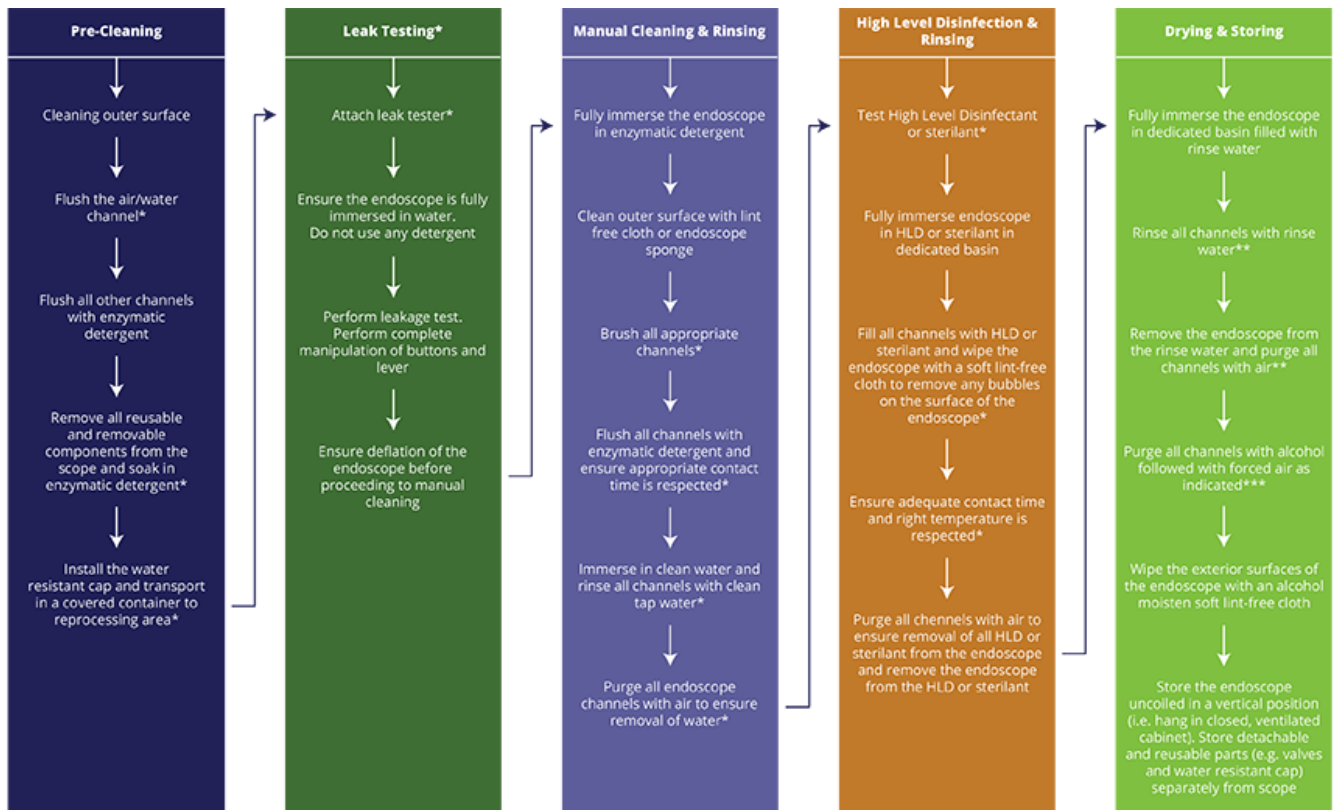 Pre-Cleaning
Cleaning outer surface
Flush the air/water
channel*
Flush all other channels
with enzymatic
detergent
Remove all reusable
and removable
components from the
scope and soak in
enzymatic detergent*
Install the water
resistant cap and transport
in a covered container to
reprocessing area*
Leak Testing*
Attach leak tester*
Ensure the endoscope is fully
immersed in water.
Do not use any detergent
Perform leakage test.
Perform complete
manipulation of buttons and
lever
Ensure deflation of the
endoscope before
proceeding to manual
cleaning
Manual Cleaning & Rinsing
Fully immerse the endoscope
in enzymatic detergent
Clean outer surface with lint
free cloth or endoscope
sponge
Brush all appropriate
channels*
Flush all channels with
enzymatic detergent and
ensure appropriate contact
time is respected*
Immerse in clean water and
rinse all channels with clean
tap water*
Purge all endoscope
channels with air to ensure
removal of water*
High Level Disinfection &
Rinsing
Test High Level Disinfectant
or sterilant*
Fully immerse endoscope
in HLD or sterilant in
dedicated basin
Fill all channels with HLD or
sterilant and wipe the
endoscope with a soft lint-free
cloth to remove any bubbles
on the surface of the
endoscope*
Ensure adequate contact time
and right temperature is
respected*
Purge all chennels with air to
ensure removal of all HLD or
sterilant from the endoscope
and remove the endoscope
from the HLD or sterilant
Drying & Storing
Fully immerse the endoscope
in dedicated basin filled with
rinse water
Rinse all channels with rinse
water**
Remove the endoscope from
the rinse water and purge all
channels with air**
Purge all channels with alcohol
followed with forced air as
indicated***
Wipe the exterior surfaces of
the endoscope with an alcohol
moisten soft lint-free cloth
Store the endoscope
uncoiled in a vertical position
(i.e. hang in closed, ventilated
cabinet). Store detachable
and reusable parts (e.g. valves
and water resistant cap)
separately from scope